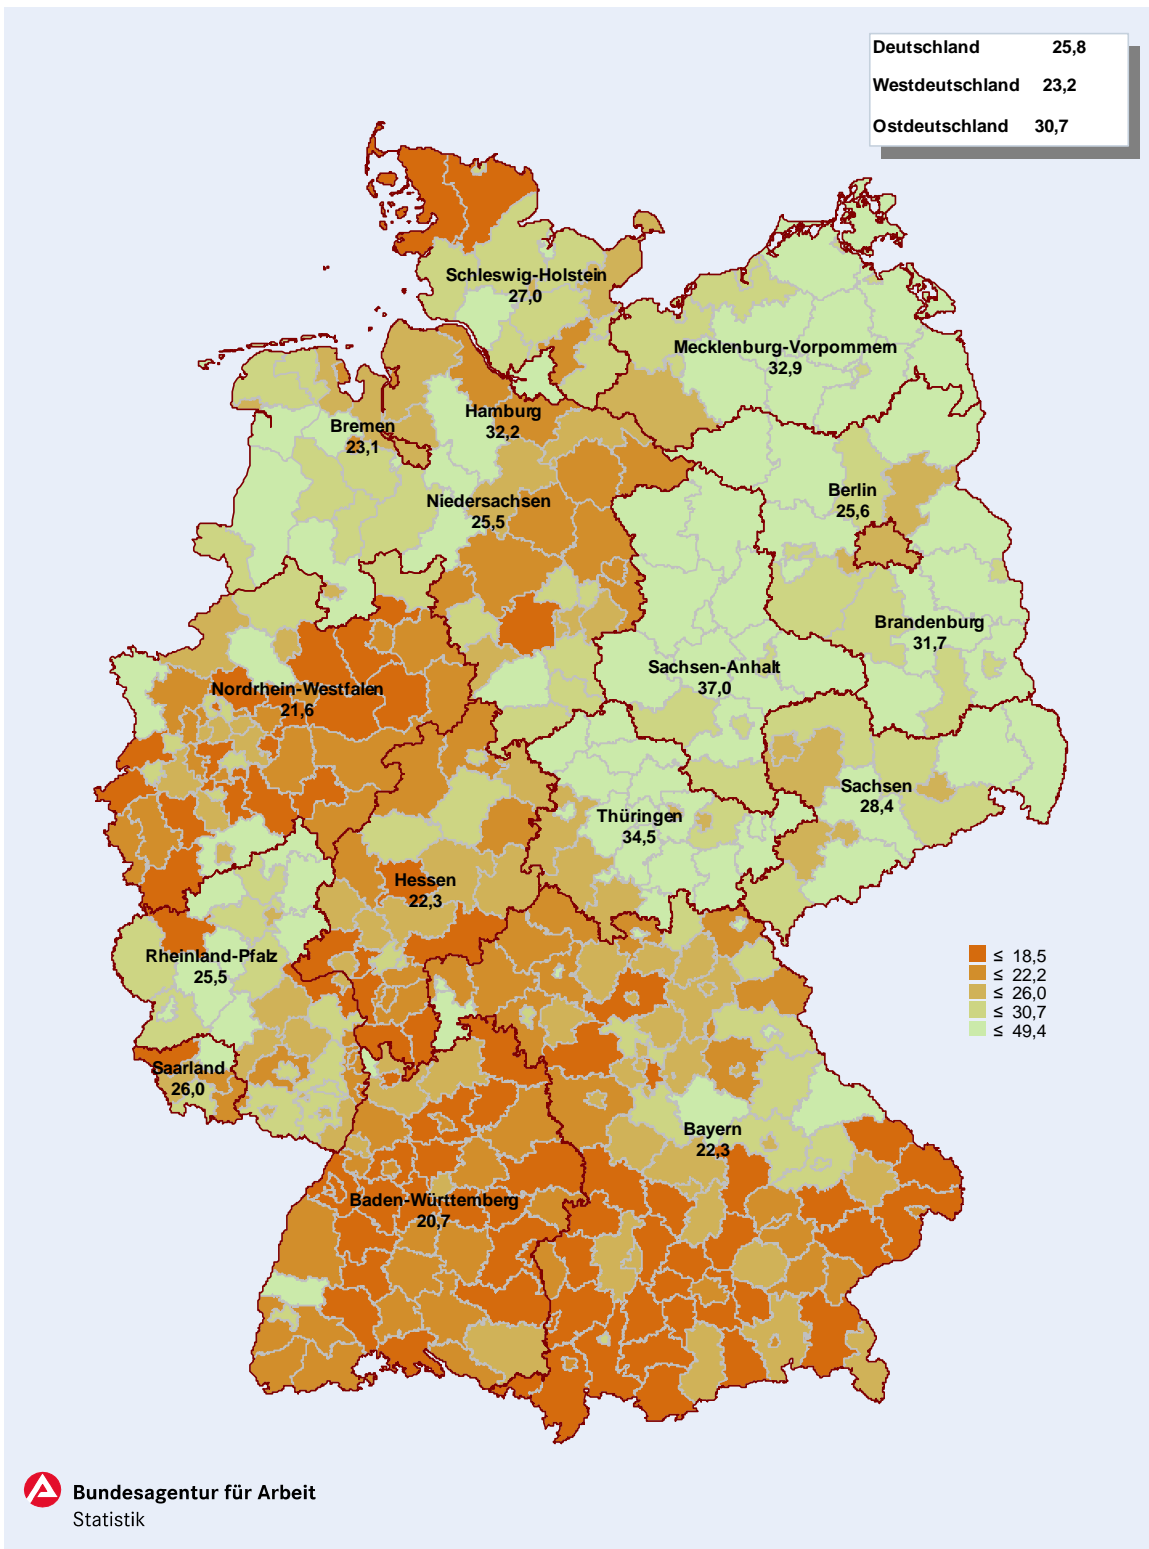 Deutschland 25,8
Westdeutschland 23,2
Ostdeutschland 30,7
Schleswig-Holstein
27,0
Mecklenburg-Vorpommern
32,9
Hamburg
32,2
Bremen
23,1
Niedersachsen
25,5
Berlin
25,6
Brandenburg
31,7
Sachsen-Anhalt
37,0
Nordrhein-Westfalen
21,6
Sachsen
28,4
Thüringen
34,5
Hessen
22,3
Rheinland-Pfalz
25,5
≤ 18,5
≤ 22,2
≤ 26,0
≤ 30,7
≤ 49,4
Saarland
26,0
Bayern
22,3
Baden-Württemberg
20,7
Bundesagentur für Arbeit
Statistik